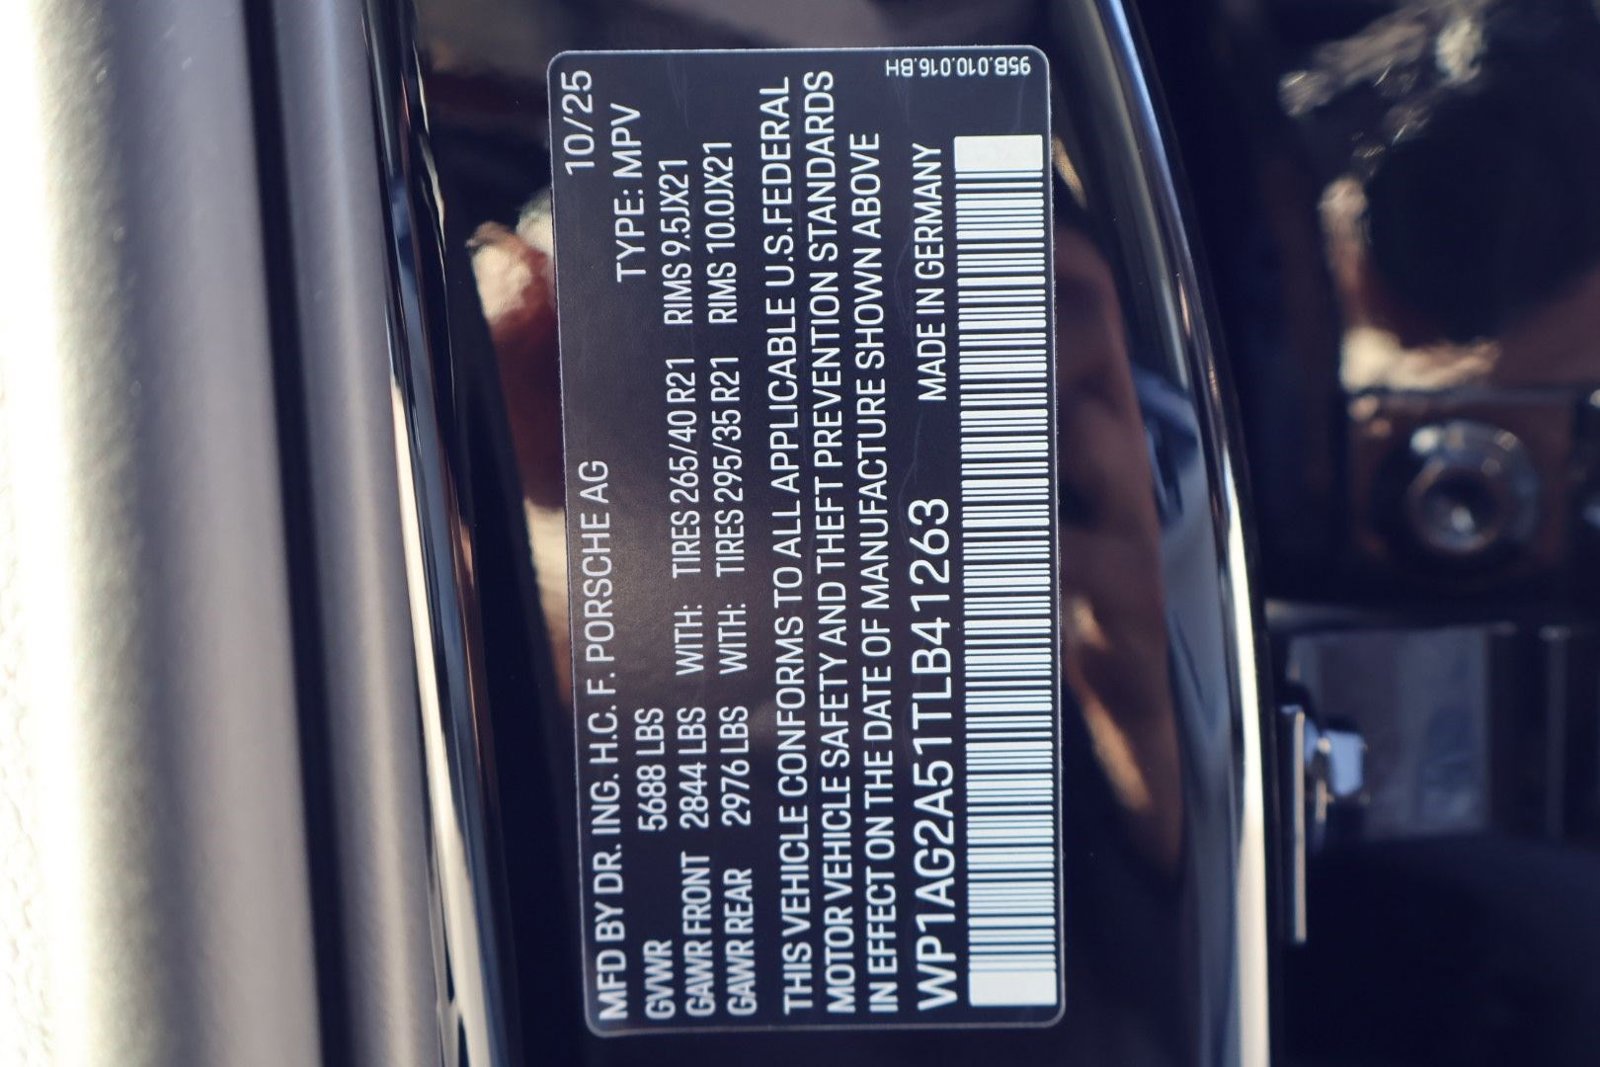 MFD BY DR. ING. H.C. F. PORSCHE AG 10/25
GVWR 5688 LBS TYPE: MPV
GAWR FRONT 2844 LBS WITH: TIRES 265/40 R21 RIMS 9.5JX21
GAWR REAR 2976 LBS WITH: TIRES 295/35 R21 RIMS 10.0JX21
THIS VEHICLE CONFORMS TO ALL APPLICABLE U.S.FEDERAL
MOTOR VEHICLE SAFETY AND THEFT PREVENTION STANDARDS
IN EFFECT ON THE DATE OF MANUFACTURE SHOWN ABOVE
WP1AG2A51TLB41263 MADE IN GERMANY
95B.010.016.BH